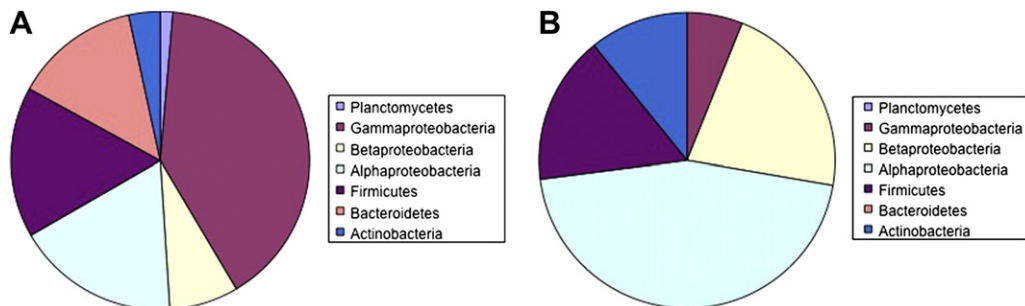 A
Planctomycetes
Gammaproteobacteria
Betaproteobacteria
Alphaproteobacteria
Firmicutes
Bacteroidetes
Actinobacteria
B
Planctomycetes
Gammaproteobacteria
Betaproteobacteria
Alphaproteobacteria
Firmicutes
Bacteroidetes
Actinobacteria